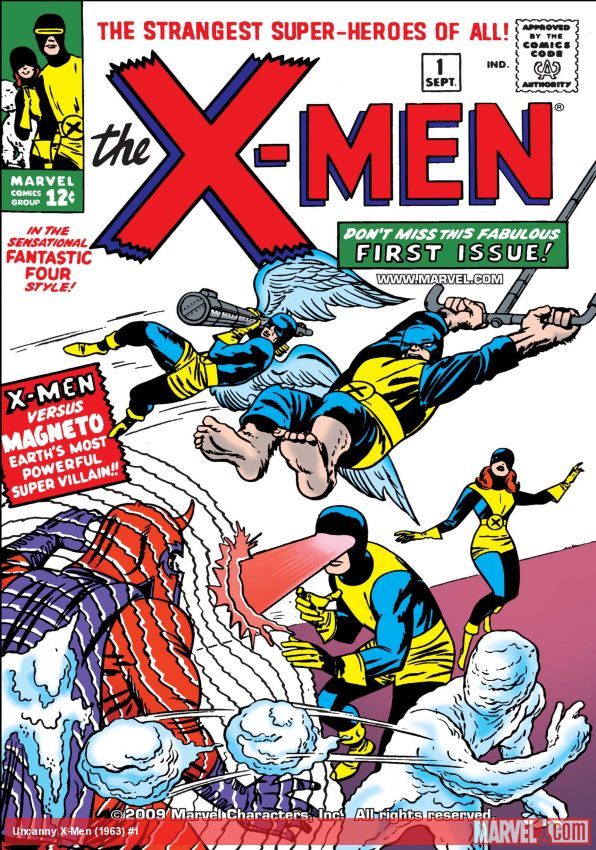 THE STRANGEST SUPER-HEROES OF ALL!
APPROVED
BY THE
COMICS
CODE
CA
AUTHORITY
1
SEPT.
IND.
the X-MEN®
MARVEL
COMICS
GROUP 12¢
IN THE
SENSATIONAL
FANTASTIC
FOUR
STYLE!
DON'T MISS THIS FABULOUS
FIRST ISSUE!
WWW.MARVEL.COM
X-MEN
VERSUS
MAGNETO
EARTH'S MOST
POWERFUL
SUPER VILLAIN!!
X
X
X
© 2009 Marvel Characters, Inc. All rights reserved.
Uncanny X-Men (1963) #1
MARVEL.com